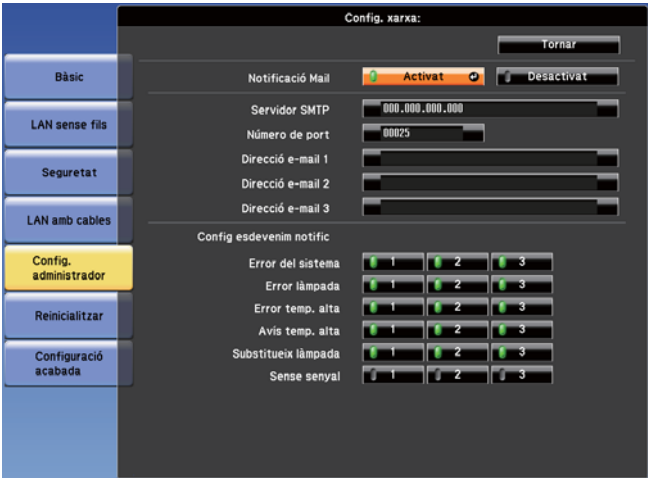 Config. xarxa:
Tornar
Bàsic
LAN sense fils
Seguretat
LAN amb cables
Config.
administrador
Reinicialitzar
Configuració
acabada
Notificació Mail Activat Desactivat
Servidor SMTP 000.000.000.000
Número de port 00025
Direcció e-mail 1
Direcció e-mail 2
Direcció e-mail 3
Config esdevenim notific
Error del sistema 1 2 3
Error làmpada 1 2 3
Error temp. alta 1 2 3
Avís temp. alta 1 2 3
Substitueix làmpada 1 2 3
Sense senyal 1 2 3